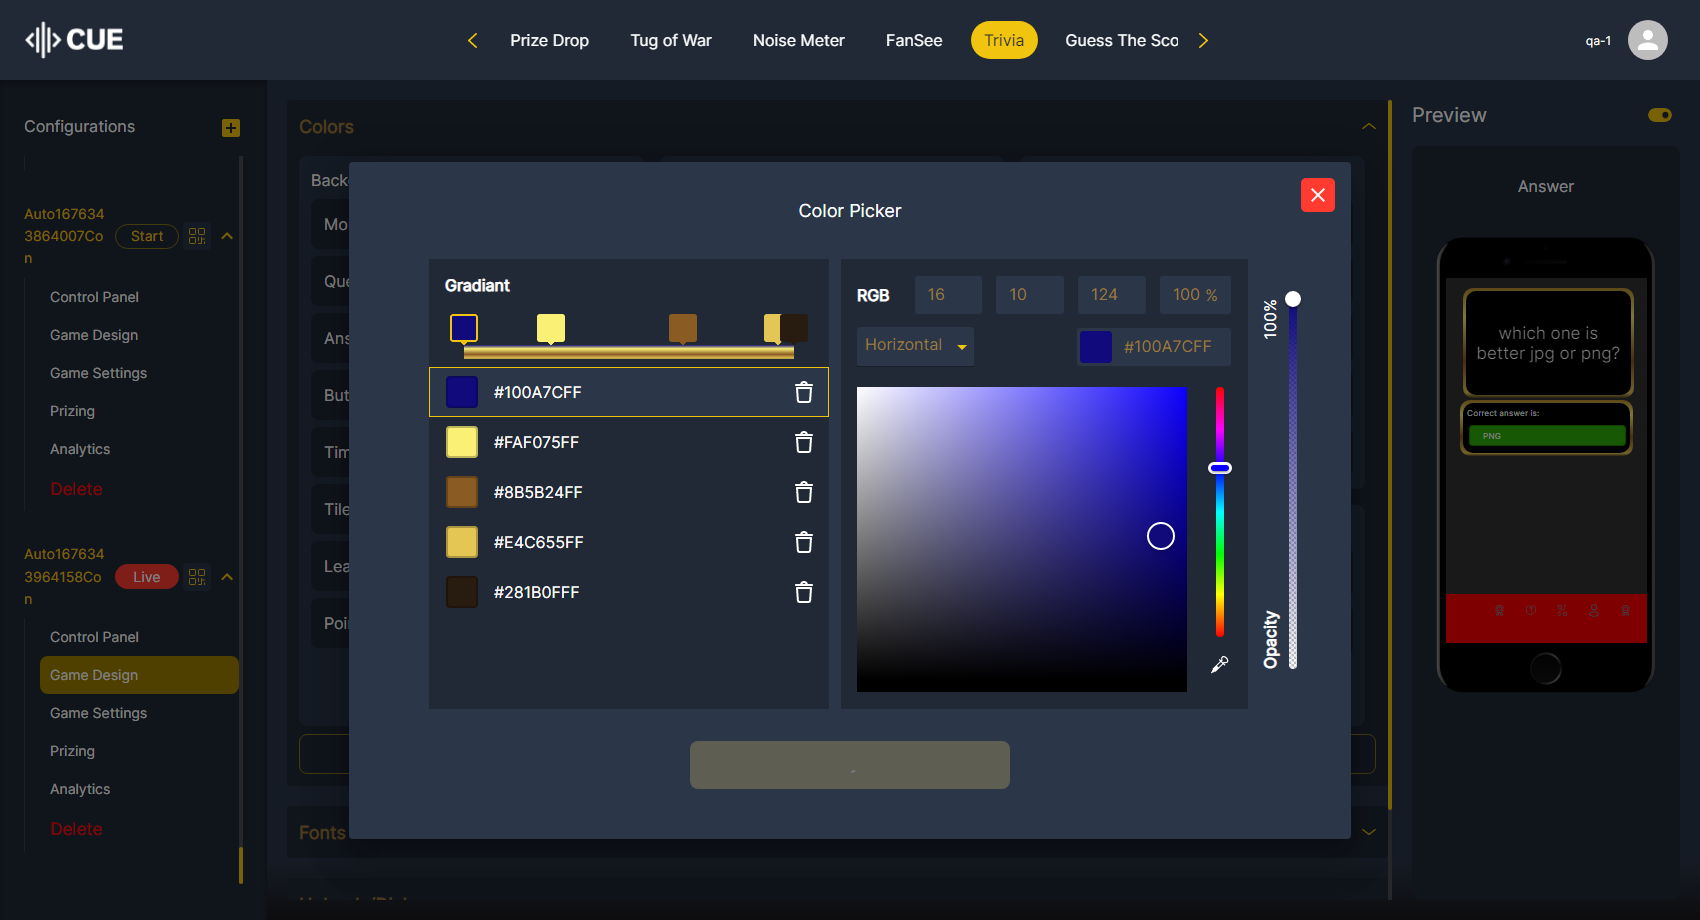 CUE
Prize Drop
Tug of War
Noise Meter
FanSee
Trivia
Guess The Sco
qa-1
Configurations
Auto167634
3864007Co
n
Start
Control Panel
Game Design
Game Settings
Prizing
Analytics
Delete
Auto167634
3964158Co
n
Live
Control Panel
Game Design
Game Settings
Prizing
Analytics
Delete
Colors
Back
Mo
Que
Ans
But
Tim
Tile
Lea
Poi
Fonts
Color Picker
Gradiant
#100A7CFF
#FAF075FF
#8B5B24FF
#E4C655FF
#281B0FFF
RGB
16
10
124
100 %
Horizontal
#100A7CFF
100%
Opacity
Preview
Answer
which one is
better jpg or png?
Correct answer is:
PNG